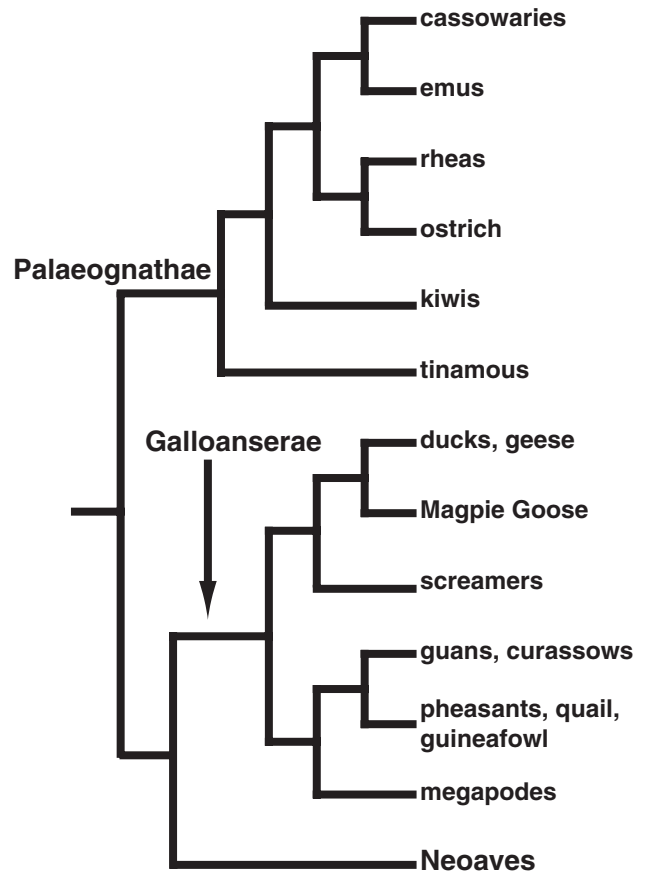 cassowaries
emus
rheas
ostrich
Palaeognathae
kiwis
tinamous
Galloanserae
ducks, geese
Magpie Goose
screamers
guans, curassows
pheasants, quail,
guineafowl
megapodes
Neoaves